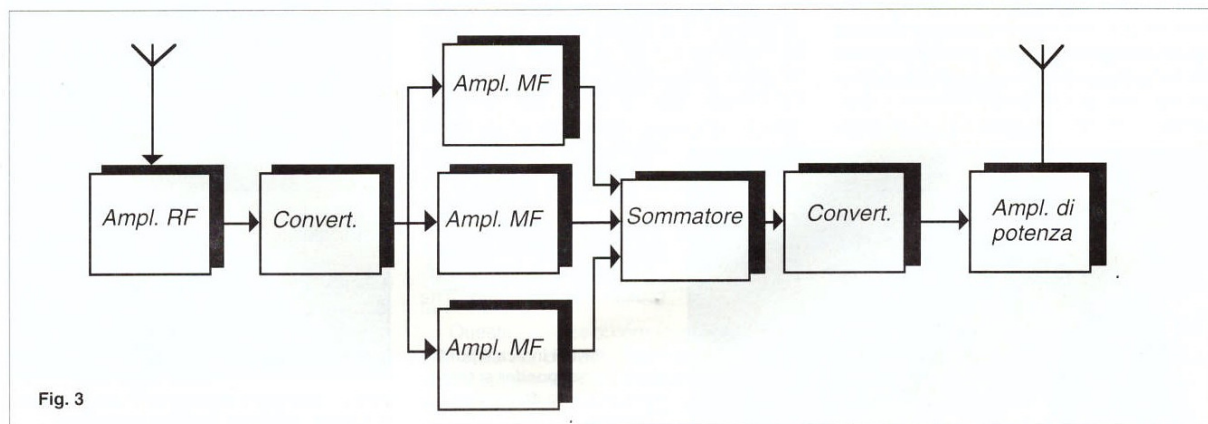 Ampl. MF
Ampl. RF
Convert.
Ampl. MF
Sommatore
Convert.
Ampl. di
potenza
Ampl. MF
Fig. 3